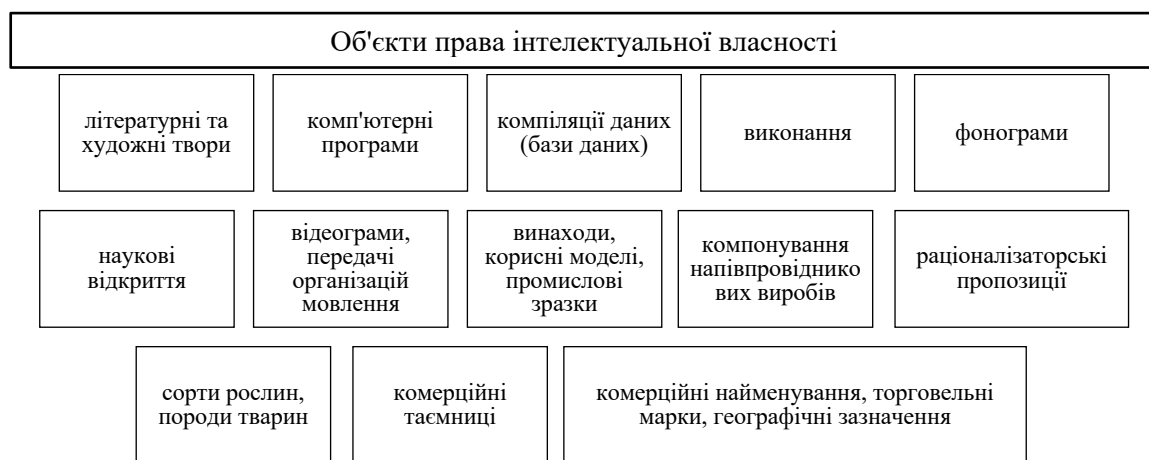 Об'єкти права інтелектуальної власності
літературні та
художні твори
комп'ютерні
програми
компіляції даних
(бази даних)
виконання
фонограми
наукові
відкриття
відеограми,
передачі
організацій
мовлення
винаходи,
корисні моделі,
промислові
зразки
компонування
напівпровіднико
вих виробів
раціоналізаторські
пропозиції
сорти рослин,
породи тварин
комерційні
таємниці
комерційні найменування, торговельні
марки, географічні зазначення